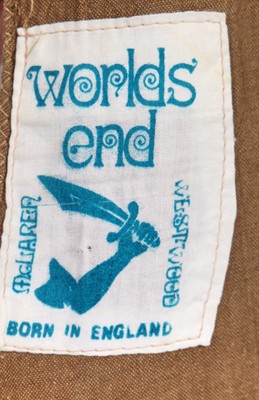 worlds
end
McLAREN
WESTWOOD
BORN IN ENGLAND